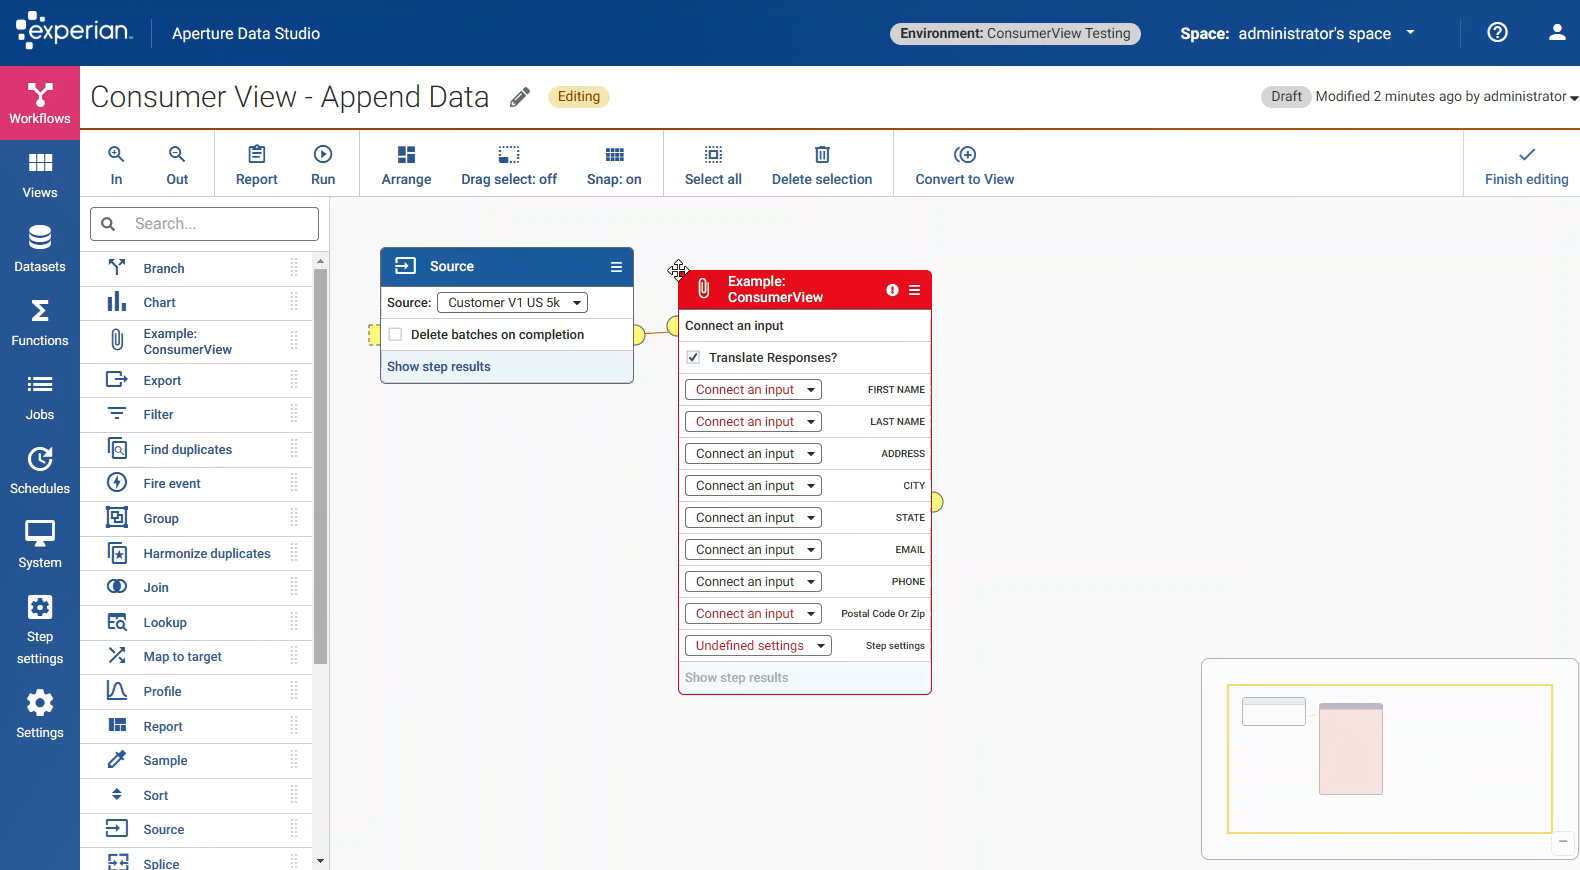 experian.
Aperture Data Studio
Environment: ConsumerView Testing
Space: administrator's space
Workflows
Consumer View - Append Data
Editing
Draft
Modified 2 minutes ago by administrator
In
Out
Report
Run
Arrange
Drag select: off
Snap: on
Select all
Delete selection
Convert to View
Finish editing
Views
Datasets
Functions
Jobs
Schedules
System
Step
settings
Settings
Search...
Branch
Chart
Example:
ConsumerView
Export
Filter
Find duplicates
Fire event
Group
Harmonize duplicates
Join
Lookup
Map to target
Profile
Report
Sample
Sort
Source
Splice
Source
Source: Customer V1 US 5k
Delete batches on completion
Show step results
Example:
ConsumerView
Connect an input
Translate Responses?
Connect an input FIRST NAME
Connect an input LAST NAME
Connect an input ADDRESS
Connect an input CITY
Connect an input STATE
Connect an input EMAIL
Connect an input PHONE
Connect an input Postal Code Or Zip
Undefined settings Step settings
Show step results